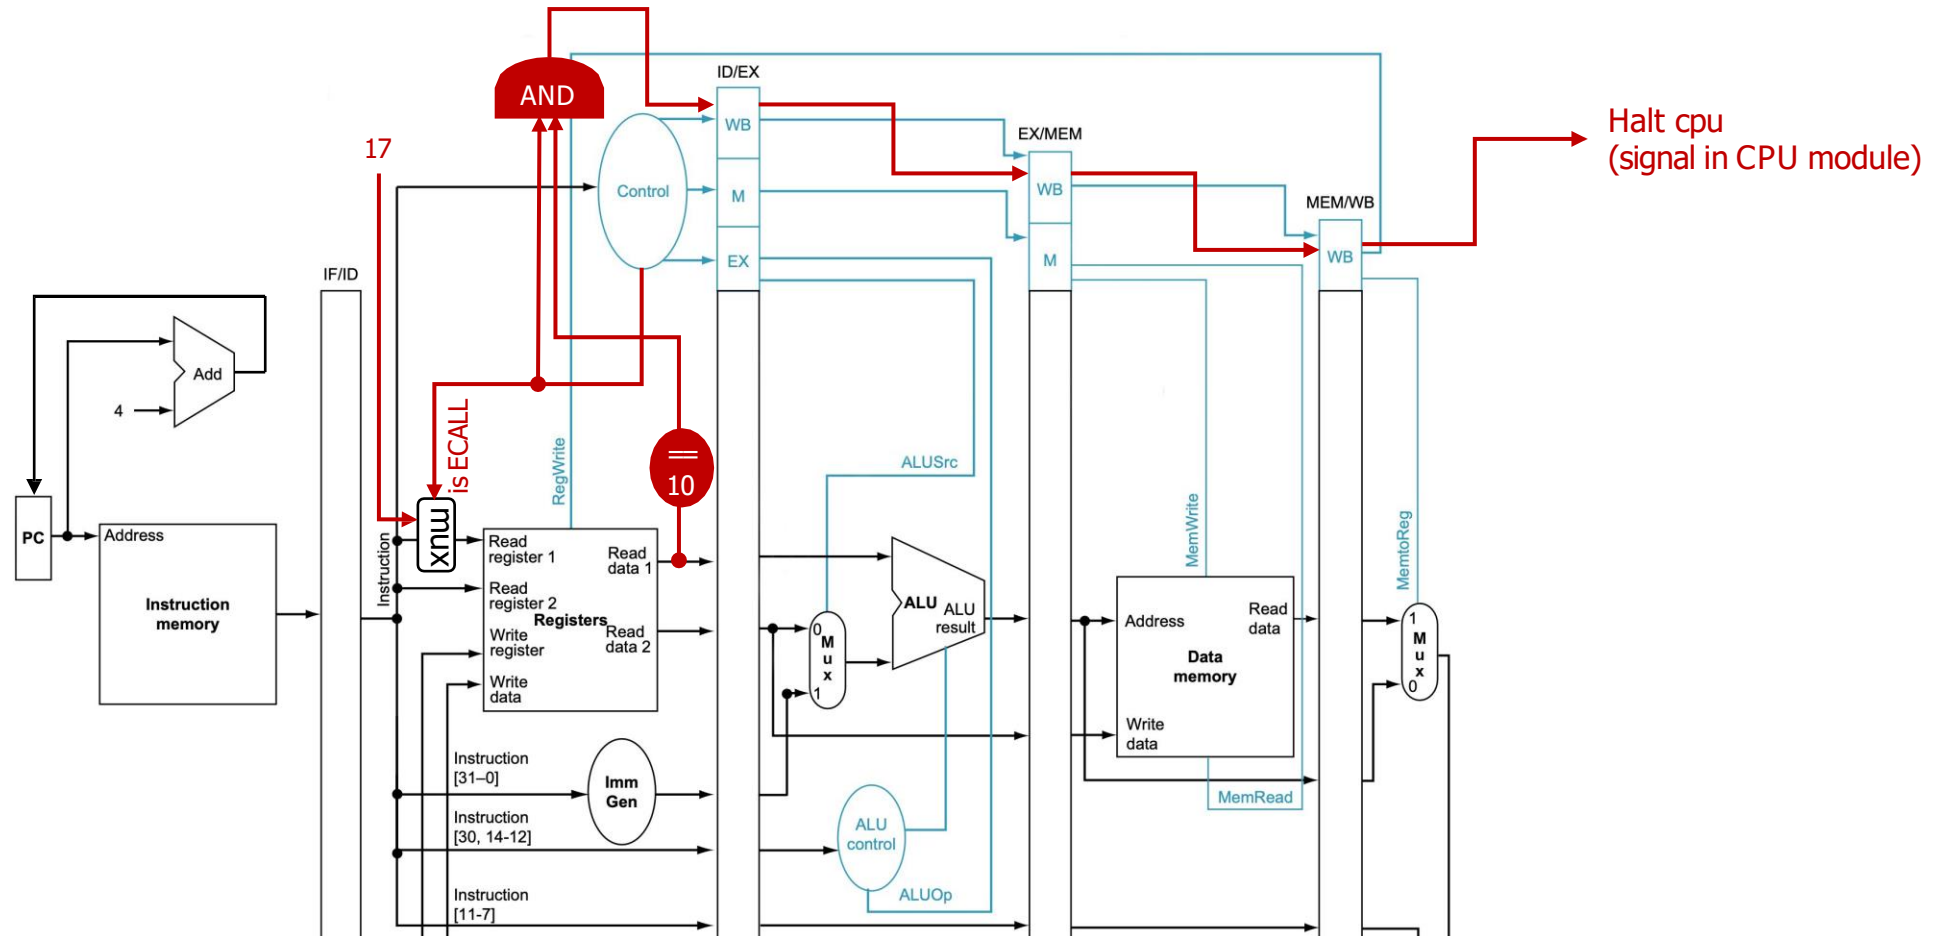 AND
ID/EX
WB
M
EX
Control
17
EX/MEM
WB
M
MEM/WB
WB
Halt cpu
(signal in CPU module)
IF/ID
Add
4
is ECALL
RegWrite
==
10
ALUSrc
MemWrite
MemtoReg
PC
Address
Instruction
memory
Instruction
mux
Read
register 1
Read
register 2
Write
register
Write
data
Registers
Read
data 1
Read
data 2
0
M
u
x
1
ALU
ALU
result
Address
Read
data
Data
memory
Write
data
MemRead
1
M
u
x
0
Instruction
[31–0]
Imm
Gen
Instruction
[30, 14-12]
ALU
control
Instruction
[11-7]
ALUOp